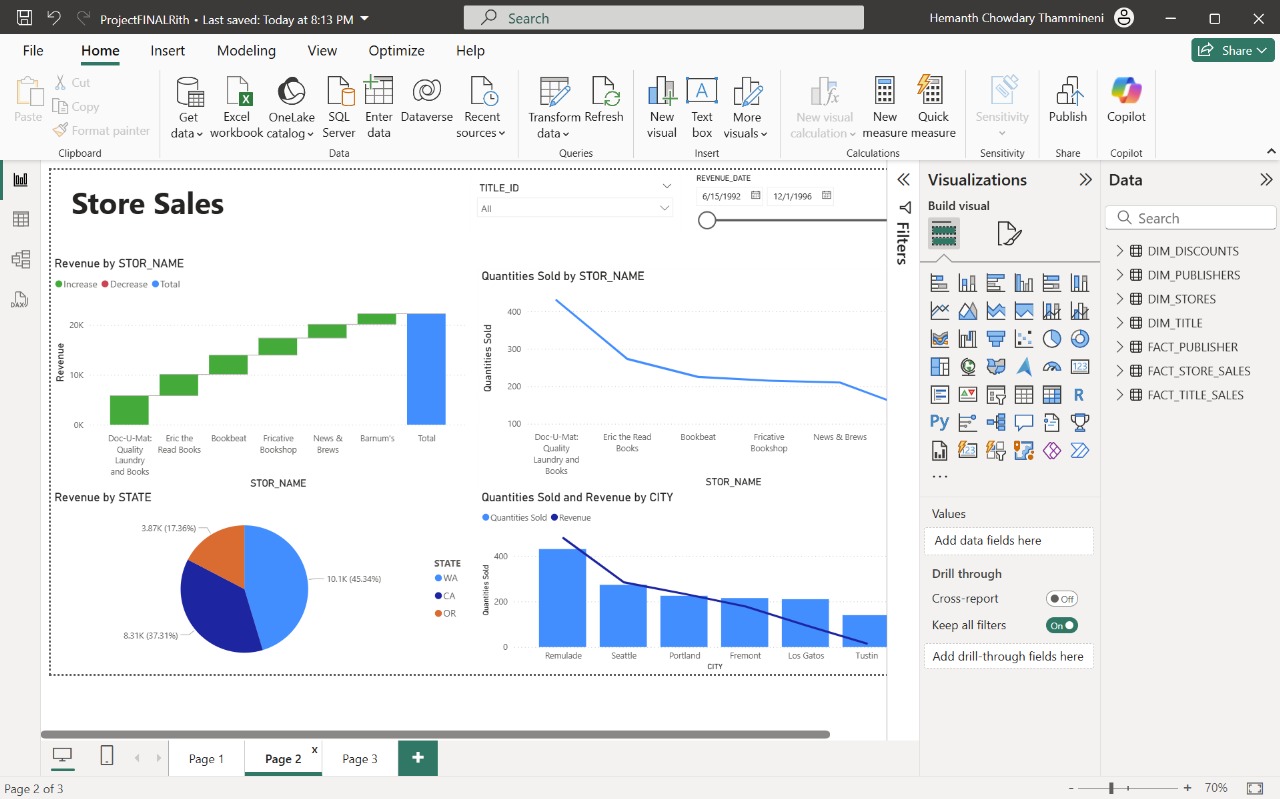 ProjectFINALRith • Last saved: Today at 8:13 PM
Search
Hemanth Chowdary Thammineni
File Home Insert Modeling View Optimize Help
Share
Paste
Cut
Copy
Format painter
Get data
Excel workbook
OneLake catalog
SQL Server
Enter data
Dataverse
Recent sources
Transform data
Refresh
New visual
Text box
More visuals
New visual calculation
New measure
Quick measure
Sensitivity
Publish
Copilot
Clipboard Data Queries Insert Calculations Sensitivity Share Copilot
DAX
Store Sales
TITLE_ID
All
REVENUE_DATE
6/15/1992 12/1/1996
Revenue by STOR_NAME
Increase Decrease Total
Revenue
20K
10K
0K
Doc-U-Mat: Quality Laundry and Books
Eric the Read Books
Bookbeat
Fricative Bookshop
News & Brews
Barnum's
Total
STOR_NAME
Quantities Sold by STOR_NAME
Quantities Sold
400
300
200
100
Doc-U-Mat: Quality Laundry and Books
Eric the Read Books
Bookbeat
Fricative Bookshop
News & Brews
STOR_NAME
Revenue by STATE
3.87K (17.36%)
10.1K (45.34%)
8.31K (37.31%)
STATE
WA
CA
OR
Quantities Sold and Revenue by CITY
Quantities Sold Revenue
Quantities Sold
400
200
0
Remulade Seattle Portland Fremont Los Gatos Tustin
CITY
Filters
Visualizations
Build visual
123
R
Py
123
...
Values
Add data fields here
Drill through
Cross-report Off
Keep all filters On
Add drill-through fields here
Data
Search
DIM_DISCOUNTS
DIM_PUBLISHERS
DIM_STORES
DIM_TITLE
FACT_PUBLISHER
FACT_STORE_SALES
FACT_TITLE_SALES
Page 1 Page 2 x Page 3 +
Page 2 of 3
- + 70%